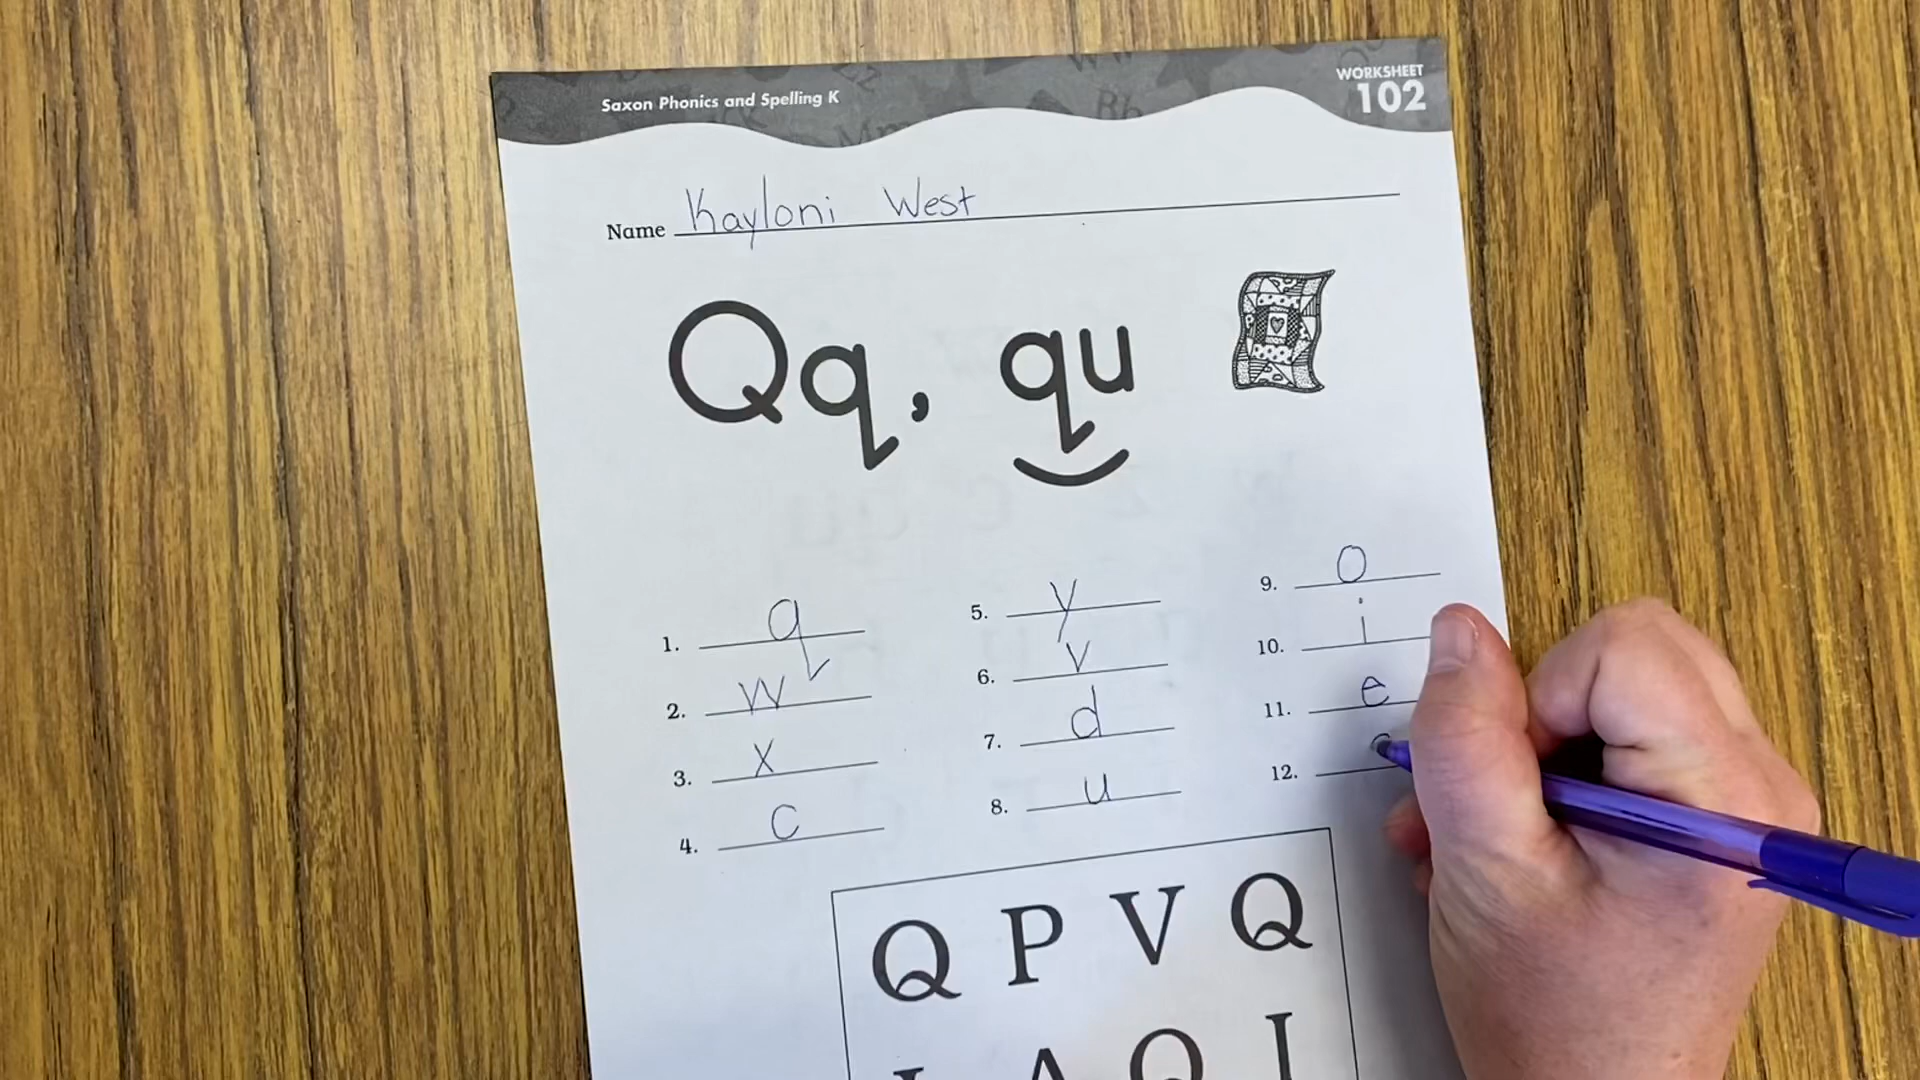 Saxon Phonics and Spelling K
WORKSHEET
102
Name Kayloni West
Qq, qu
1. q
2. w
3. x
4. c
5. y
6. v
7. d
8. u
9. o
10. i
11. e
12.
Q P V Q